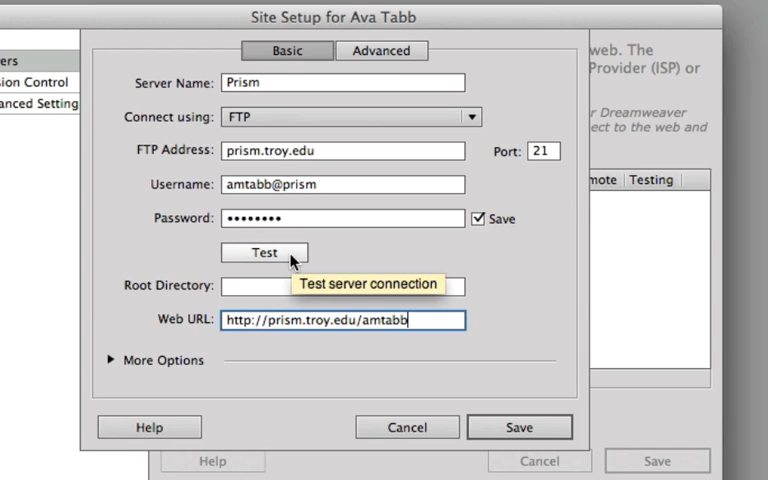 Site Setup for Ava Tabb
ers
sion Control
anced Setting
Basic
Advanced
web. The
Provider (ISP) or
r Dreamweaver
ect to the web and
mote
Testing
Server Name: Prism
Connect using: FTP
FTP Address: prism.troy.edu
Port: 21
Username: amtabb@prism
Password: ••••••••
Save
Test
Test server connection
Root Directory:
Web URL: http://prism.troy.edu/amtabb
More Options
Help
Cancel
Save
Help
Cancel
Save